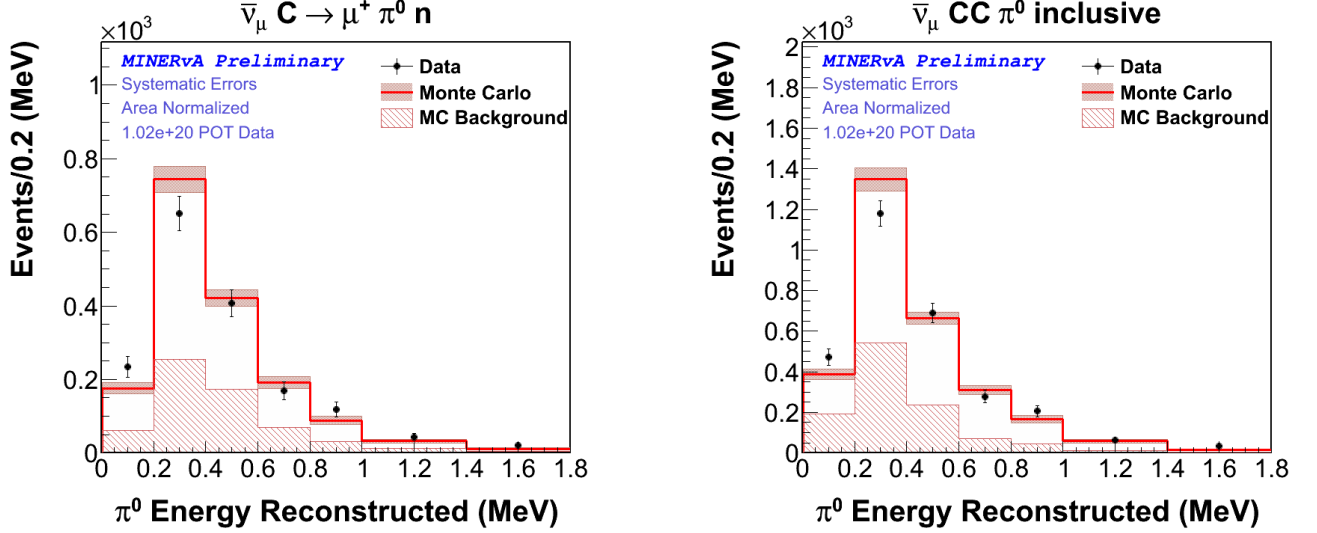 ν̄μ C → μ⁺ π⁰ n
×10³
Events/0.2 (MeV)
MINERνA Preliminary
Systematic Errors
Area Normalized
1.02e+20 POT Data
Data
Monte Carlo
MC Background
1
0.8
0.6
0.4
0.2
0
0 0.2 0.4 0.6 0.8 1 1.2 1.4 1.6 1.8
π⁰ Energy Reconstructed (MeV)
ν̄μ CC π⁰ inclusive
×10³
Events/0.2 (MeV)
MINERνA Preliminary
Systematic Errors
Area Normalized
1.02e+20 POT Data
Data
Monte Carlo
MC Background
2
1.8
1.6
1.4
1.2
1
0.8
0.6
0.4
0.2
0
0 0.2 0.4 0.6 0.8 1 1.2 1.4 1.6 1.8
π⁰ Energy Reconstructed (MeV)